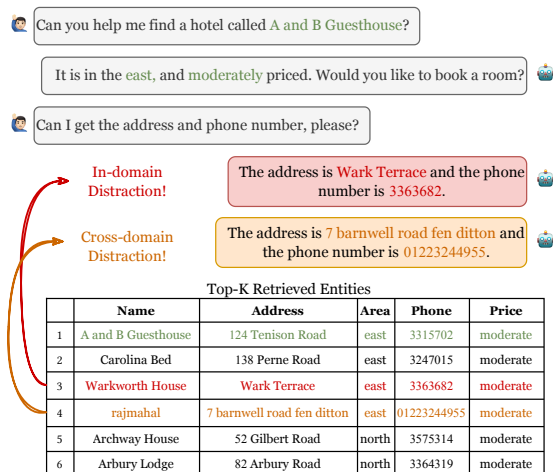 Can you help me find a hotel called A and B Guesthouse?
It is in the east, and moderately priced. Would you like to book a room?
Can I get the address and phone number, please?
In-domain
Distraction!
The address is Wark Terrace and the phone
number is 3363682.
Cross-domain
Distraction!
The address is 7 barnwell road fen ditton and
the phone number is 01223244955.
Top-K Retrieved Entities
Name Address Area Phone Price
1 A and B Guesthouse 124 Tenison Road east 3315702 moderate
2 Carolina Bed 138 Perne Road east 3247015 moderate
3 Warkworth House Wark Terrace east 3363682 moderate
4 rajmahal 7 barnwell road fen ditton east 01223244955 moderate
5 Archway House 52 Gilbert Road north 3575314 moderate
6 Arbury Lodge 82 Arbury Road north 3364319 moderate